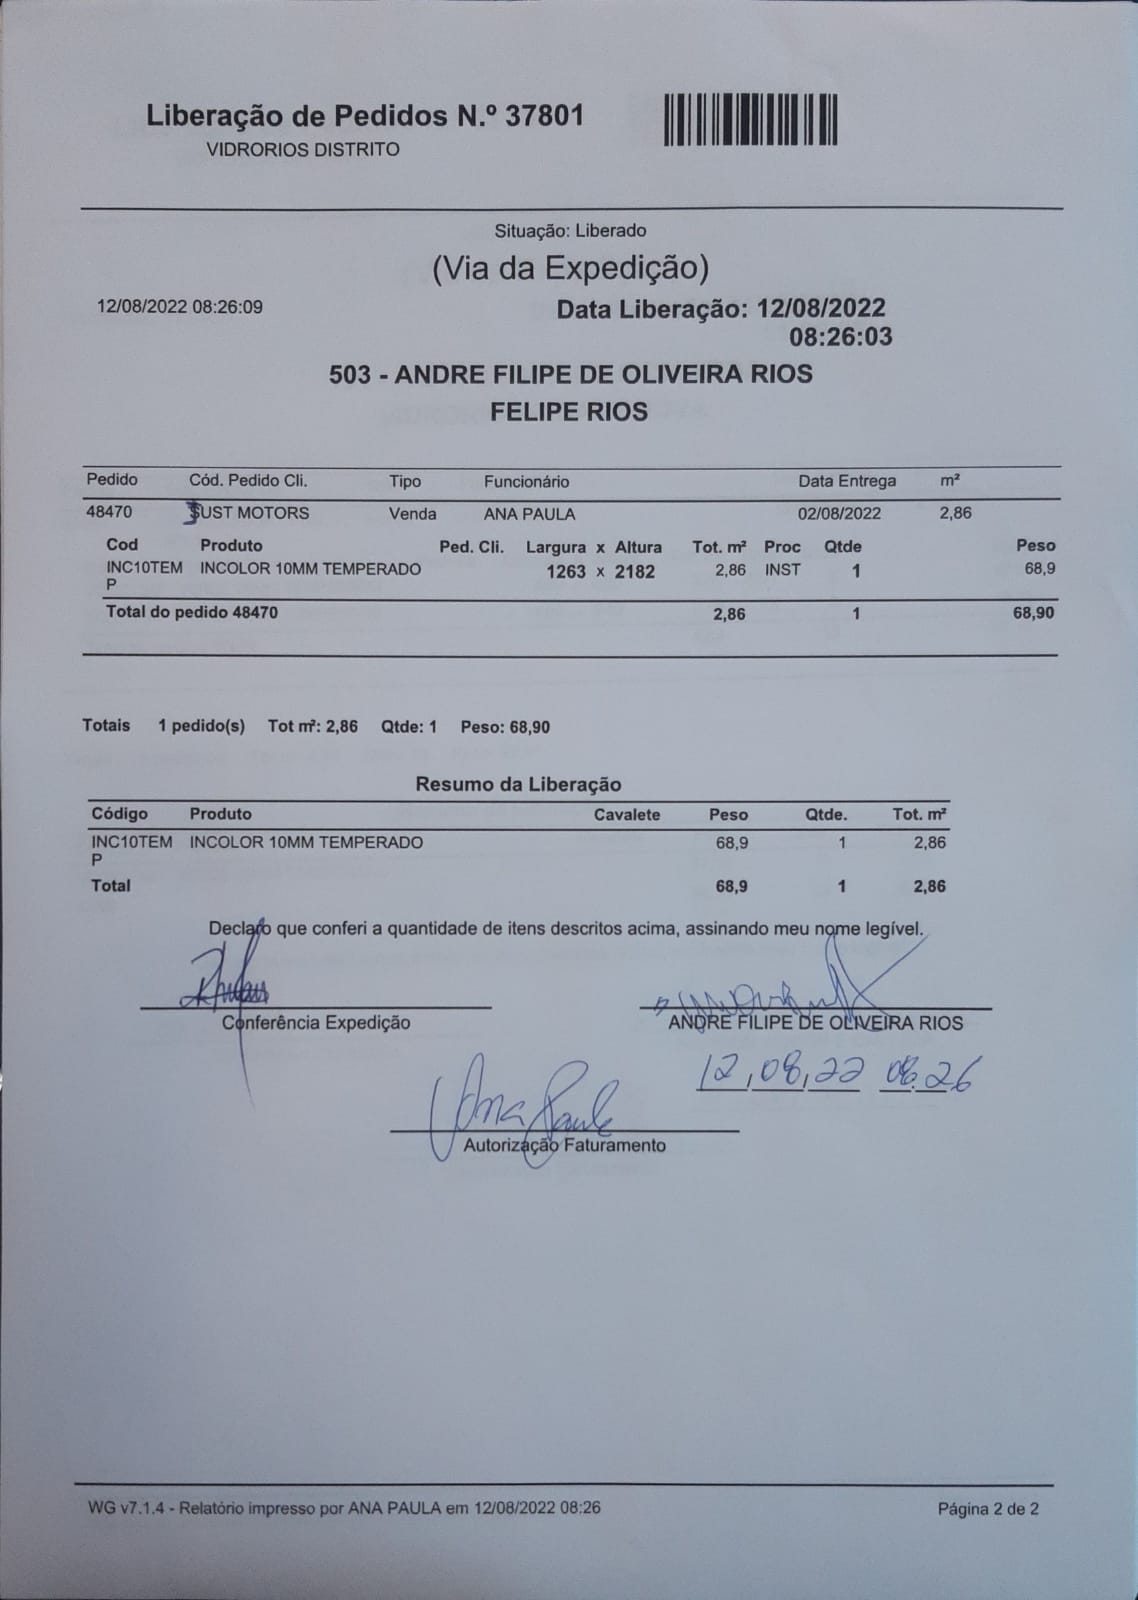 Liberação de Pedidos N.º 37801
VIDRORIOS DISTRITO
Situação: Liberado
(Via da Expedição)
12/08/2022 08:26:09
Data Liberação: 12/08/2022
08:26:03
503 - ANDRE FILIPE DE OLIVEIRA RIOS
FELIPE RIOS
Pedido Cód. Pedido Cli. Tipo Funcionário Data Entrega m²
48470 JUST MOTORS Venda ANA PAULA 02/08/2022 2,86
Cod Produto Ped. Cli. Largura x Altura Tot. m² Proc Qtde Peso
INC10TEM INCOLOR 10MM TEMPERADO 1263 x 2182 2,86 INST 1 68,9
P
Total do pedido 48470 2,86 1 68,90
Totais 1 pedido(s) Tot m²: 2,86 Qtde: 1 Peso: 68,90
Resumo da Liberação
Código Produto Cavalete Peso Qtde. Tot. m²
INC10TEM INCOLOR 10MM TEMPERADO 68,9 1 2,86
P
Total 68,9 1 2,86
Declaro que conferi a quantidade de itens descritos acima, assinando meu nome legível.
Conferência Expedição
ANDRE FILIPE DE OLIVEIRA RIOS
12,08,22 08.26
Ana Paula
Autorização Faturamento
WG v7.1.4 - Relatório impresso por ANA PAULA em 12/08/2022 08:26
Página 2 de 2